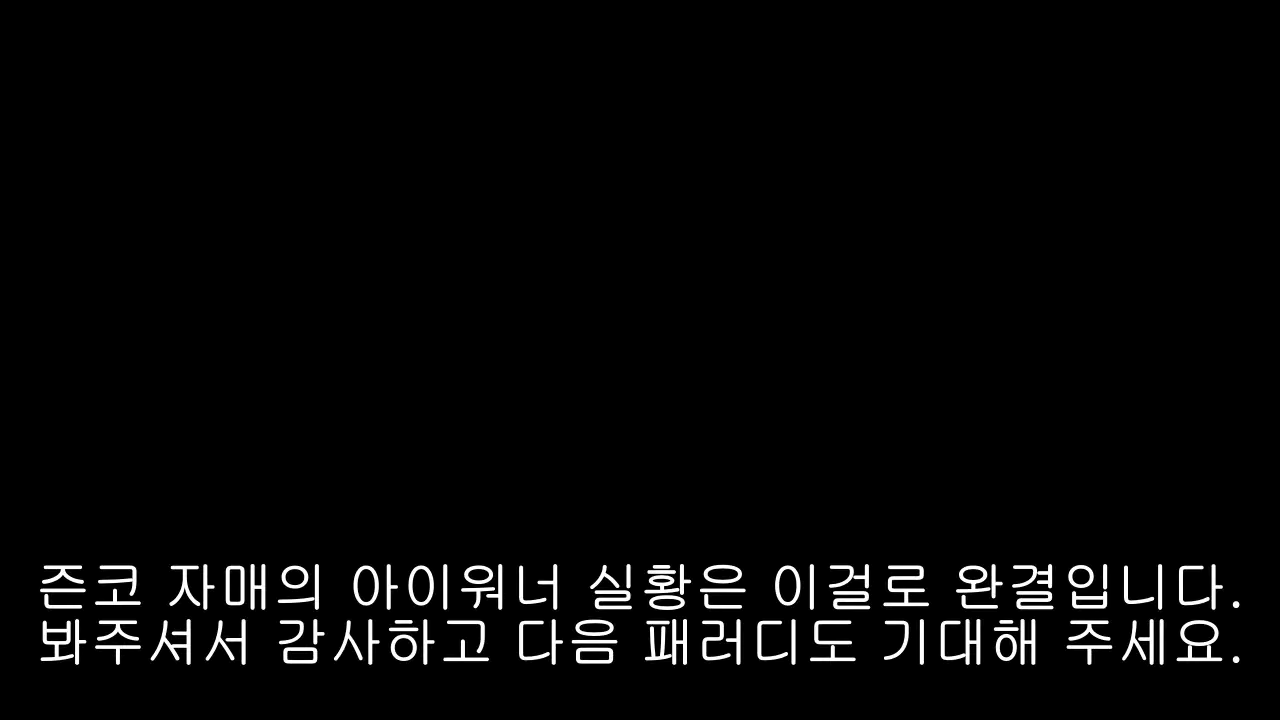 즌코 자매의 아이워너 실황은 이걸로 완결입니다.
봐주셔서 감사하고 다음 패러디도 기대해 주세요.